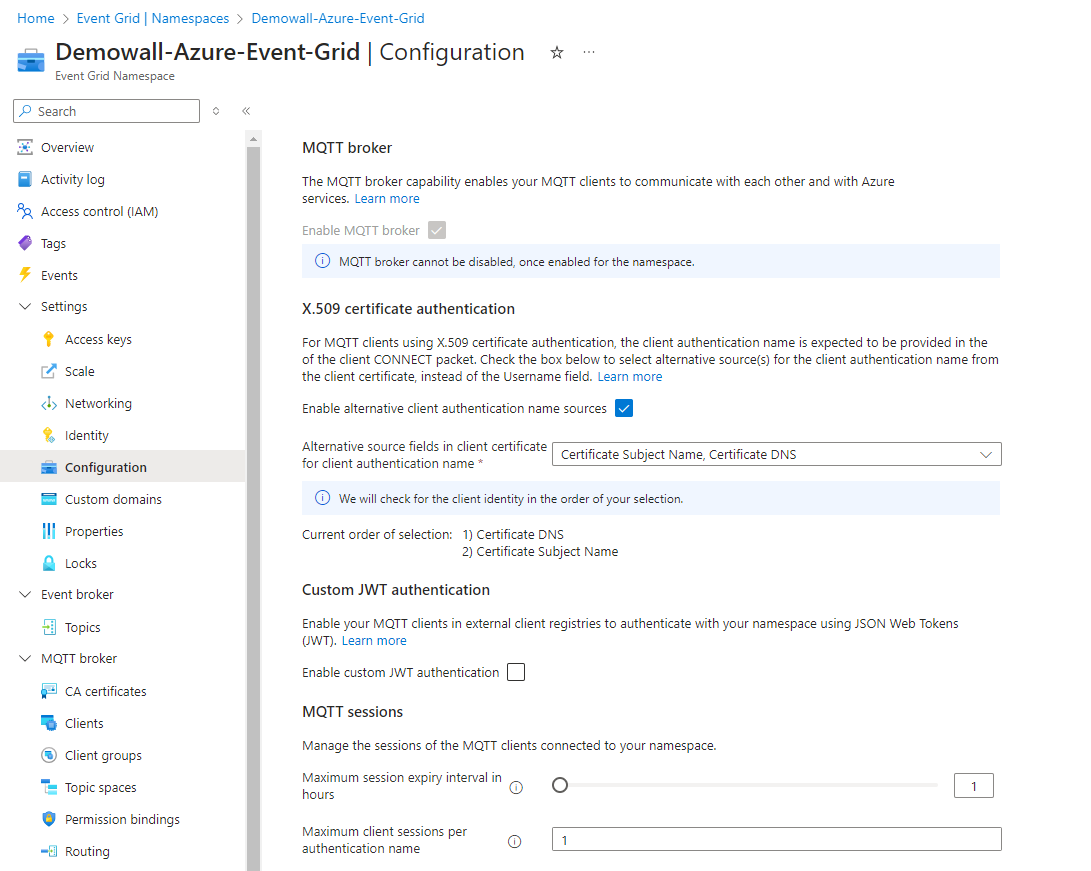 Home > Event Grid | Namespaces > Demowall-Azure-Event-Grid
Demowall-Azure-Event-Grid | Configuration
Event Grid Namespace
Search
Overview
Activity log
Access control (IAM)
Tags
Events
Settings
Access keys
Scale
Networking
Identity
Configuration
Custom domains
Properties
Locks
Event broker
Topics
MQTT broker
CA certificates
Clients
Client groups
Topic spaces
Permission bindings
Routing
MQTT broker
The MQTT broker capability enables your MQTT clients to communicate with each other and with Azure
services. Learn more
Enable MQTT broker
MQTT broker cannot be disabled, once enabled for the namespace.
X.509 certificate authentication
For MQTT clients using X.509 certificate authentication, the client authentication name is expected to be provided in the
of the client CONNECT packet. Check the box below to select alternative source(s) for the client authentication name from
the client certificate, instead of the Username field. Learn more
Enable alternative client authentication name sources
Alternative source fields in client certificate
for client authentication name *
Certificate Subject Name, Certificate DNS
We will check for the client identity in the order of your selection.
Current order of selection: 1) Certificate DNS
2) Certificate Subject Name
Custom JWT authentication
Enable your MQTT clients in external client registries to authenticate with your namespace using JSON Web Tokens
(JWT). Learn more
Enable custom JWT authentication
MQTT sessions
Manage the sessions of the MQTT clients connected to your namespace.
Maximum session expiry interval in
hours
1
Maximum client sessions per
authentication name
1